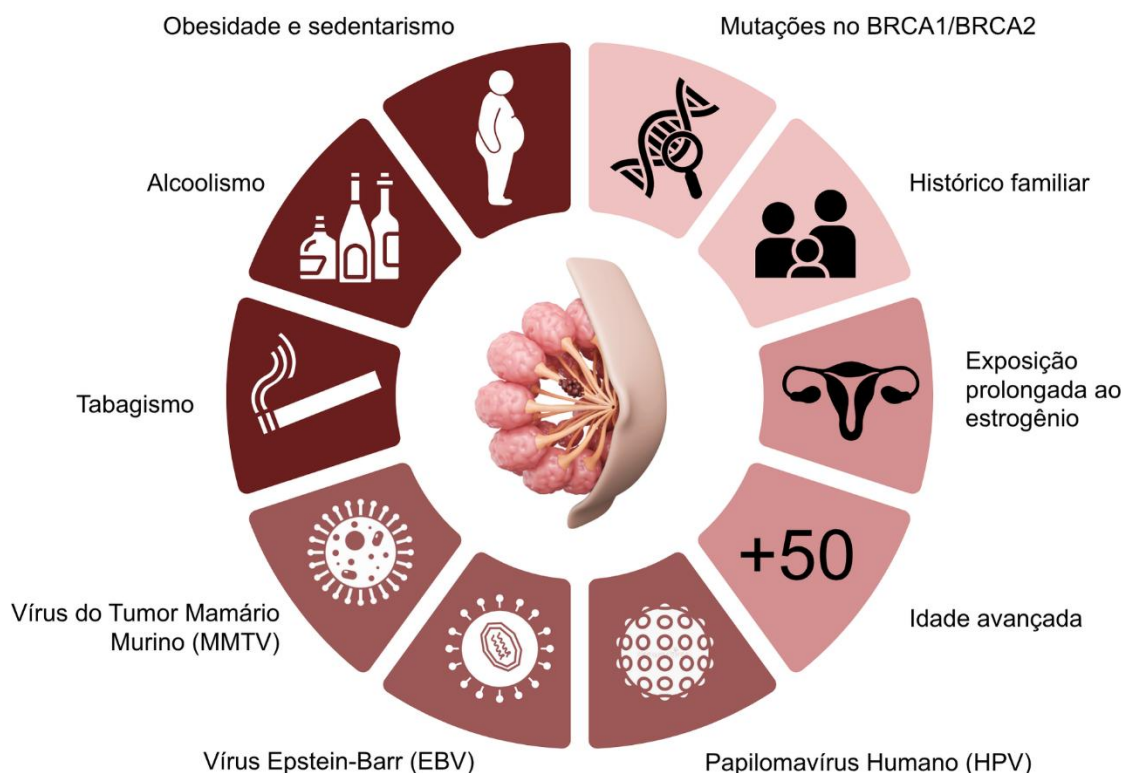 Obesidade e sedentarismo
Mutações no BRCA1/BRCA2
Alcoolismo
Histórico familiar
Tabagismo
Exposição
prolongada ao
estrogênio
+50
Vírus do Tumor Mamário
Murino (MMTV)
Idade avançada
Vírus Epstein-Barr (EBV)
Papilomavírus Humano (HPV)